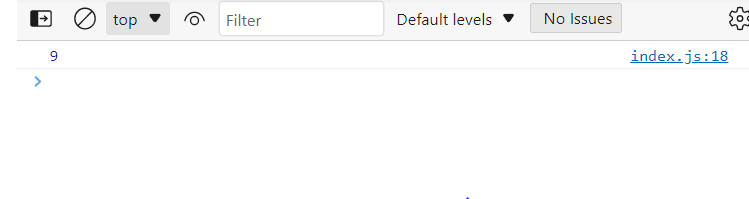 top Filter Default levels No Issues
9 index.js:18